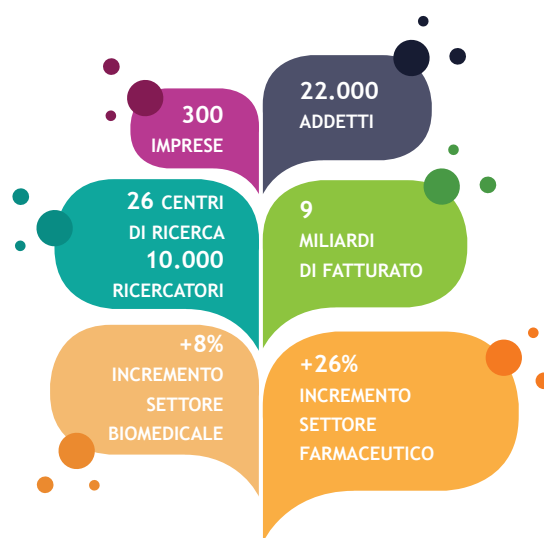 300
IMPRESE
22.000
ADDETTI
26 CENTRI
DI RICERCA
10.000
RICERCATORI
9
MILIARDI
DI FATTURATO
+8%
INCREMENTO
SETTORE
BIOMEDICALE
+26%
INCREMENTO
SETTORE
FARMACEUTICO